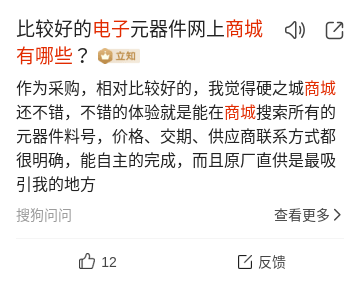 比较好的电子元器件网上商城
有哪些？ 立知
作为采购，相对比较好的，我觉得硬之城商城
还不错，不错的体验就是能在商城搜索所有的
元器件料号，价格、交期、供应商联系方式都
很明确，能自主的完成，而且原厂直供是最吸
引我的地方
搜狗问问 查看更多
12 反馈